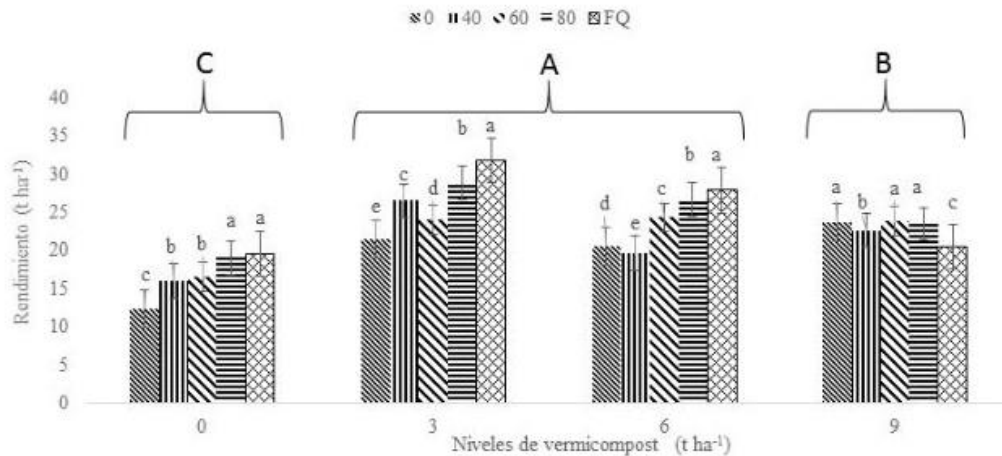 0 40 60 80 FQ
C A B
40
35
30
25
20
15
10
5
0
Rendimiento (t ha⁻¹)
c b b a a
e c d b a
d e c b a
a b a a c
0 3 6 9
Niveles de vermicompost (t ha⁻¹)